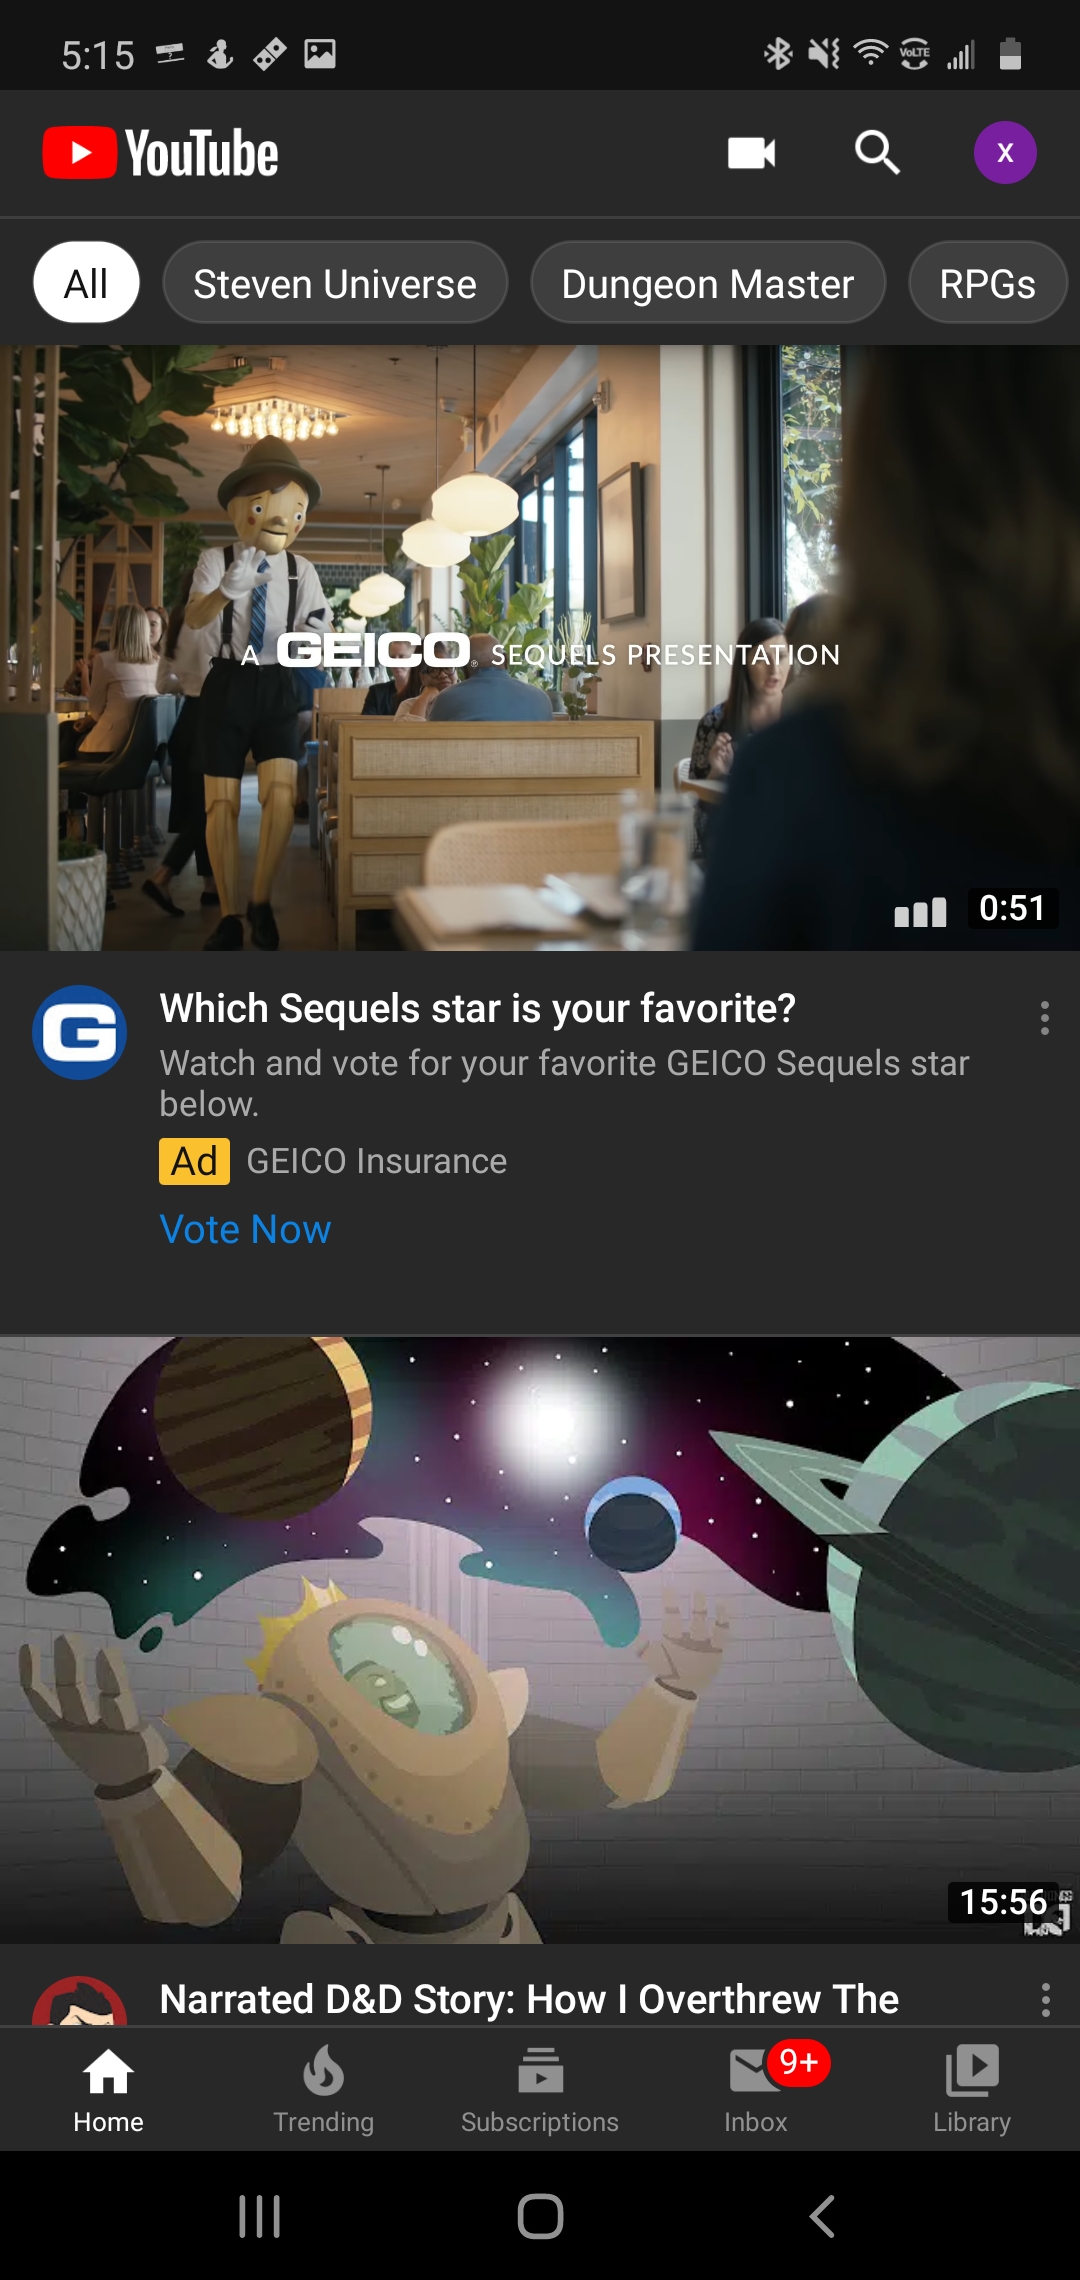 5:15
VoLTE
YouTube
X
All
Steven Universe
Dungeon Master
RPGs
A GEICO® SEQUELS PRESENTATION
0:51
G
Which Sequels star is your favorite?
Watch and vote for your favorite GEICO Sequels star
below.
Ad GEICO Insurance
Vote Now
15:56
Narrated D&D Story: How I Overthrew The
9+
Home
Trending
Subscriptions
Inbox
Library